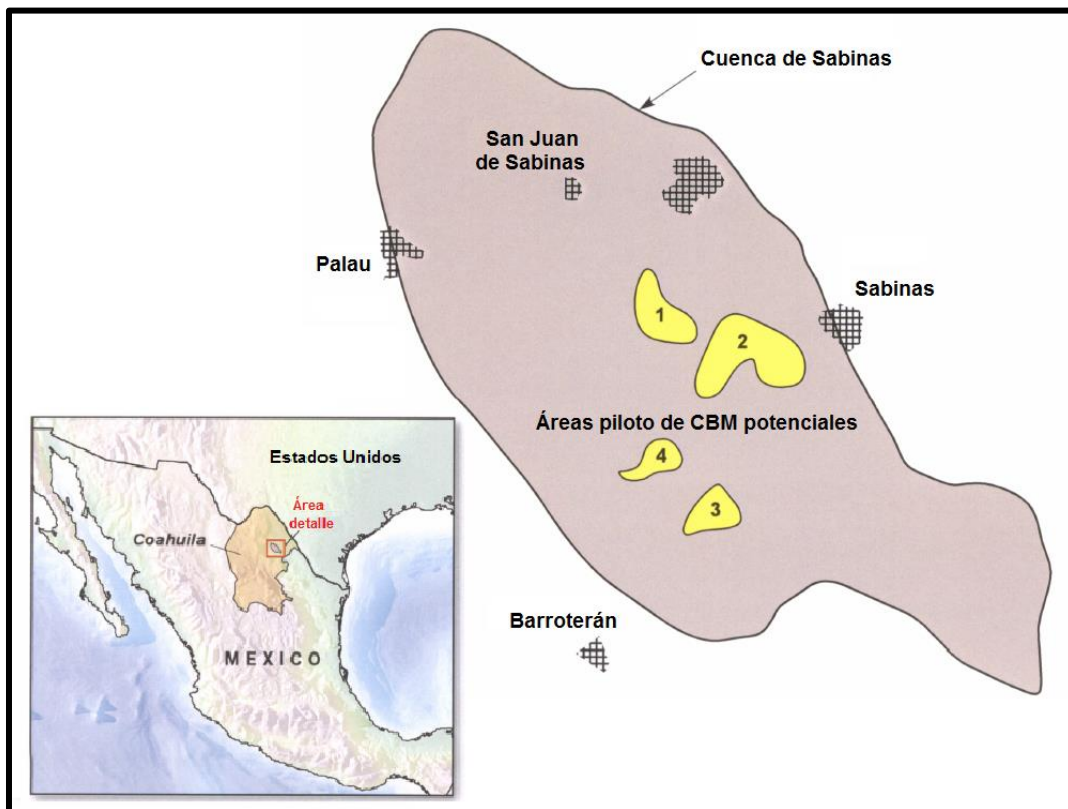 Cuenca de Sabinas
San Juan
de Sabinas
Palau
Sabinas
1
2
Áreas piloto de CBM potenciales
4
3
Barroterán
Estados Unidos
Área
detalle
Coahuila
MEXICO